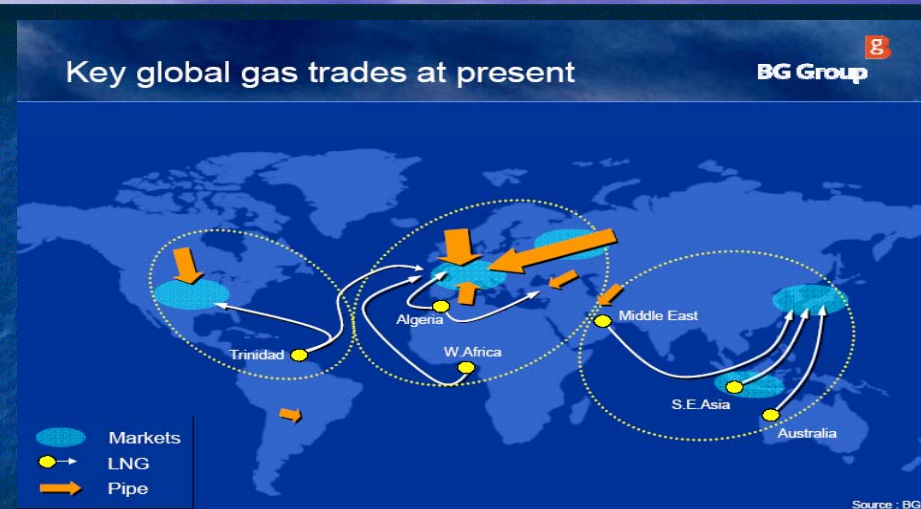 Key global gas trades at present
g
BG Group
Algeria
Middle East
Trinidad
W.Africa
S.E.Asia
Australia
Markets
LNG
Pipe
Source : BG